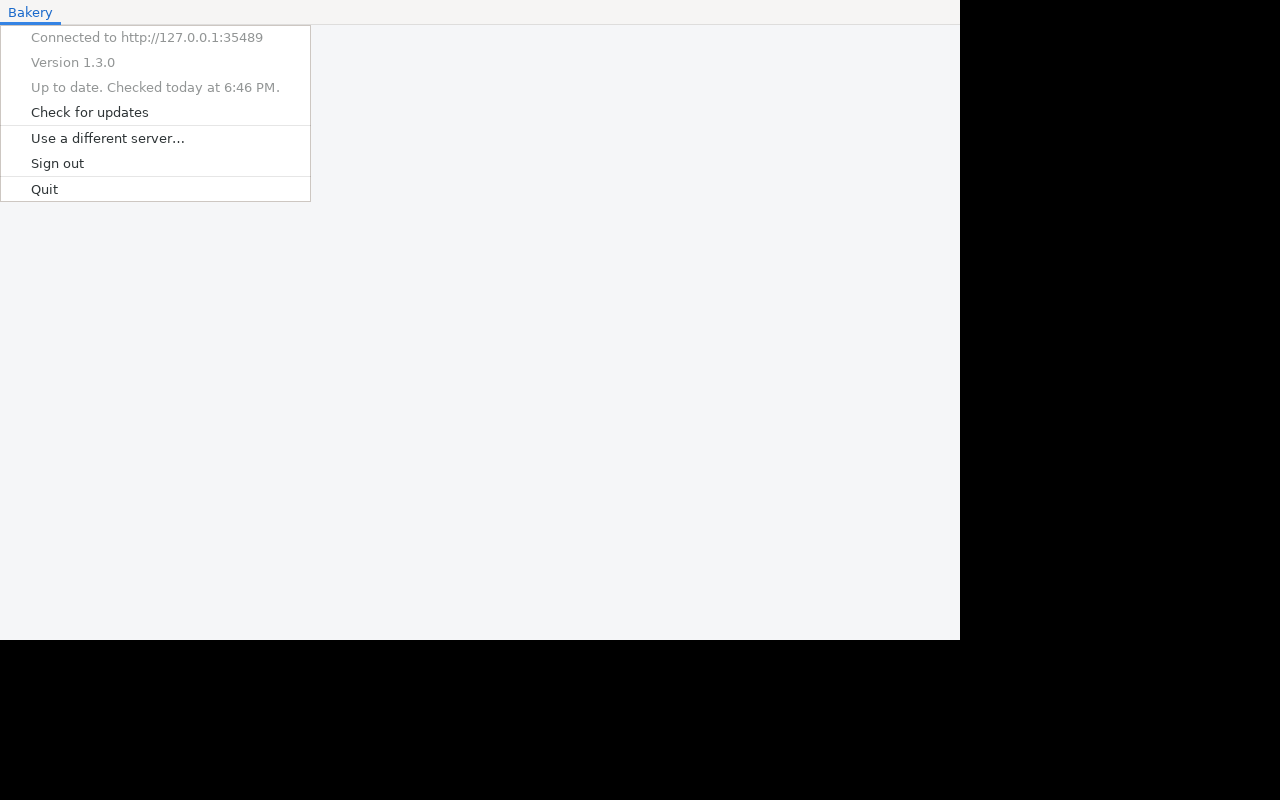 Bakery
Connected to http://127.0.0.1:35489
Version 1.3.0
Up to date. Checked today at 6:46 PM.
Check for updates
Use a different server...
Sign out
Quit